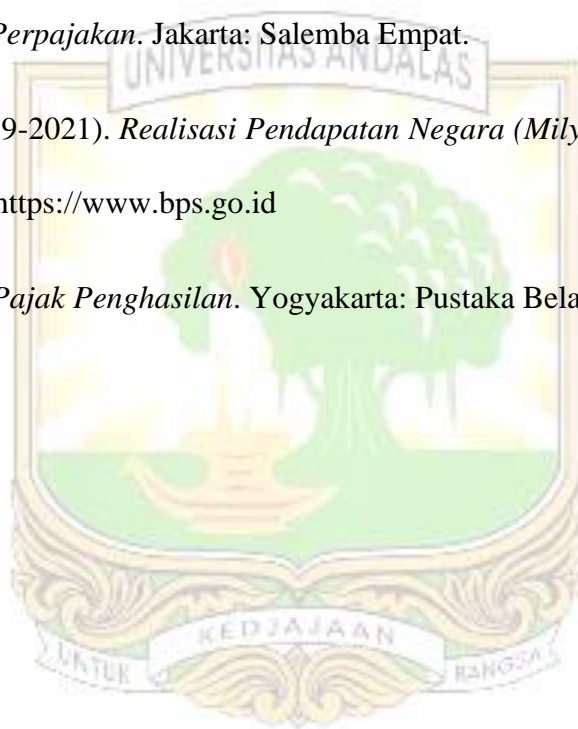 Perpajakan. Jakarta: Salemba Empat.
UNIVERSITAS ANDALAS
9-2021). Realisasi Pendapatan Negara (Mily
https://www.bps.go.id
Pajak Penghasilan. Yogyakarta: Pustaka Bela
KEDJAJAAN
UNTUK BANGSA